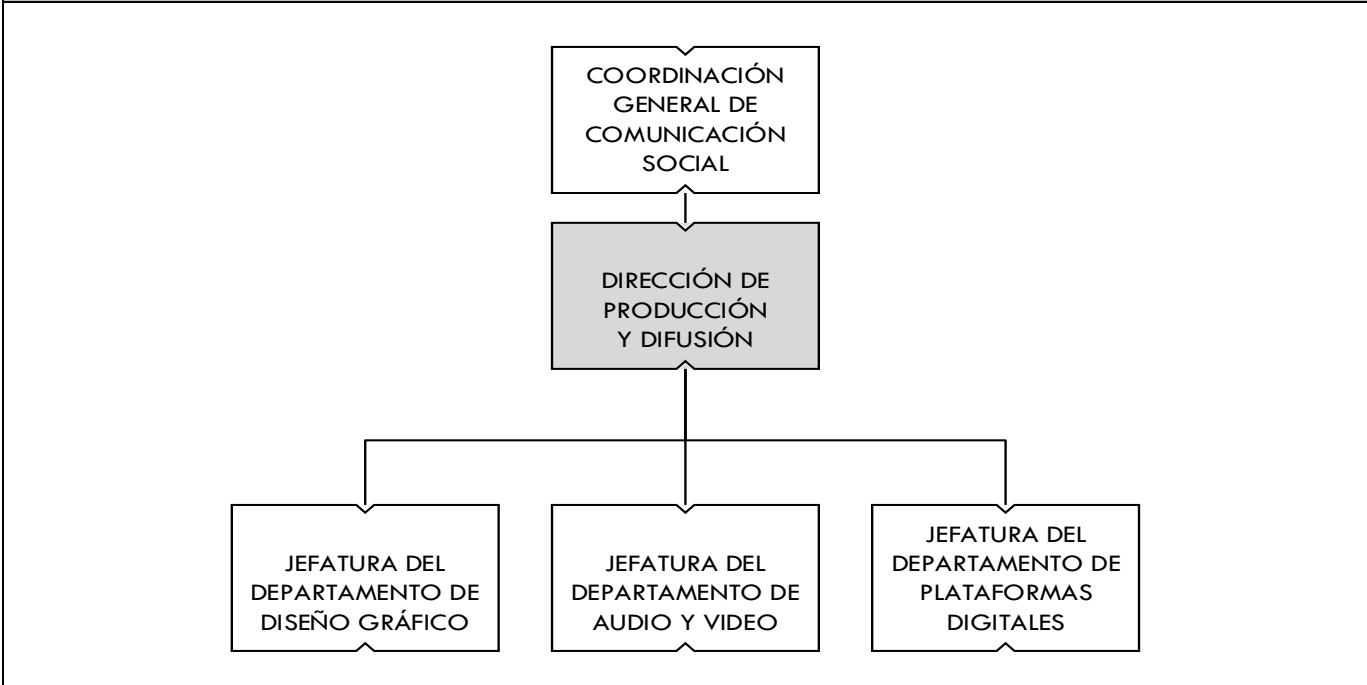 COORDINACIÓN
GENERAL DE
COMUNICACIÓN
SOCIAL
DIRECCIÓN DE
PRODUCCIÓN
Y DIFUSIÓN
JEFATURA DEL
DEPARTAMENTO DE
DISEÑO GRÁFICO
JEFATURA DEL
DEPARTAMENTO DE
AUDIO Y VIDEO
JEFATURA DEL
DEPARTAMENTO DE
PLATAFORMAS
DIGITALES